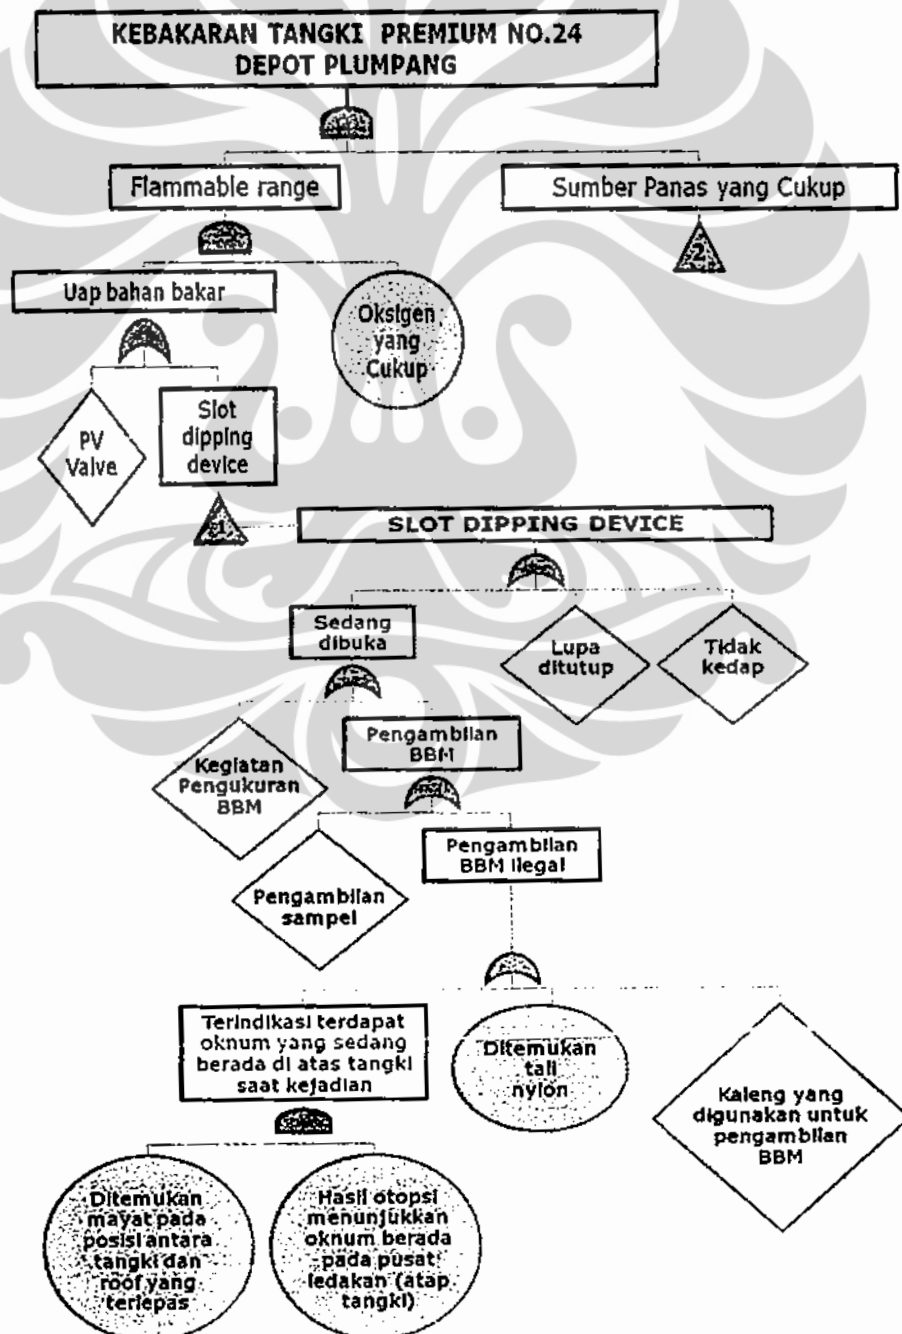 KEBAKARAN TANGKI PREMIUM NO.24
DEPOT PLUMPANG
Flammable range
Sumber Panas yang Cukup
2
Uap bahan bakar
Oksigen
yang
Cukup
PV
Valve
Slot
dipping
device
1
SLOT DIPPING DEVICE
Sedang
dibuka
Lupa
ditutup
Tidak
kedap
Kegiatan
Pengukuran
BBM
Pengambilan
BBM
Pengambilan
sampel
Pengambilan
BBM Ilegal
Terindikasi terdapat
oknum yang sedang
berada di atas tangki
saat kejadian
Ditemukan
tali
nylon
Kaleng yang
digunakan untuk
pengambilan
BBM
Ditemukan
mayat pada
posisi antara
tangki dan
roof yang
terlepas
Hasil otopsi
menunjukkan
oknum berada
pada pusat
ledakan (atap
tangki)